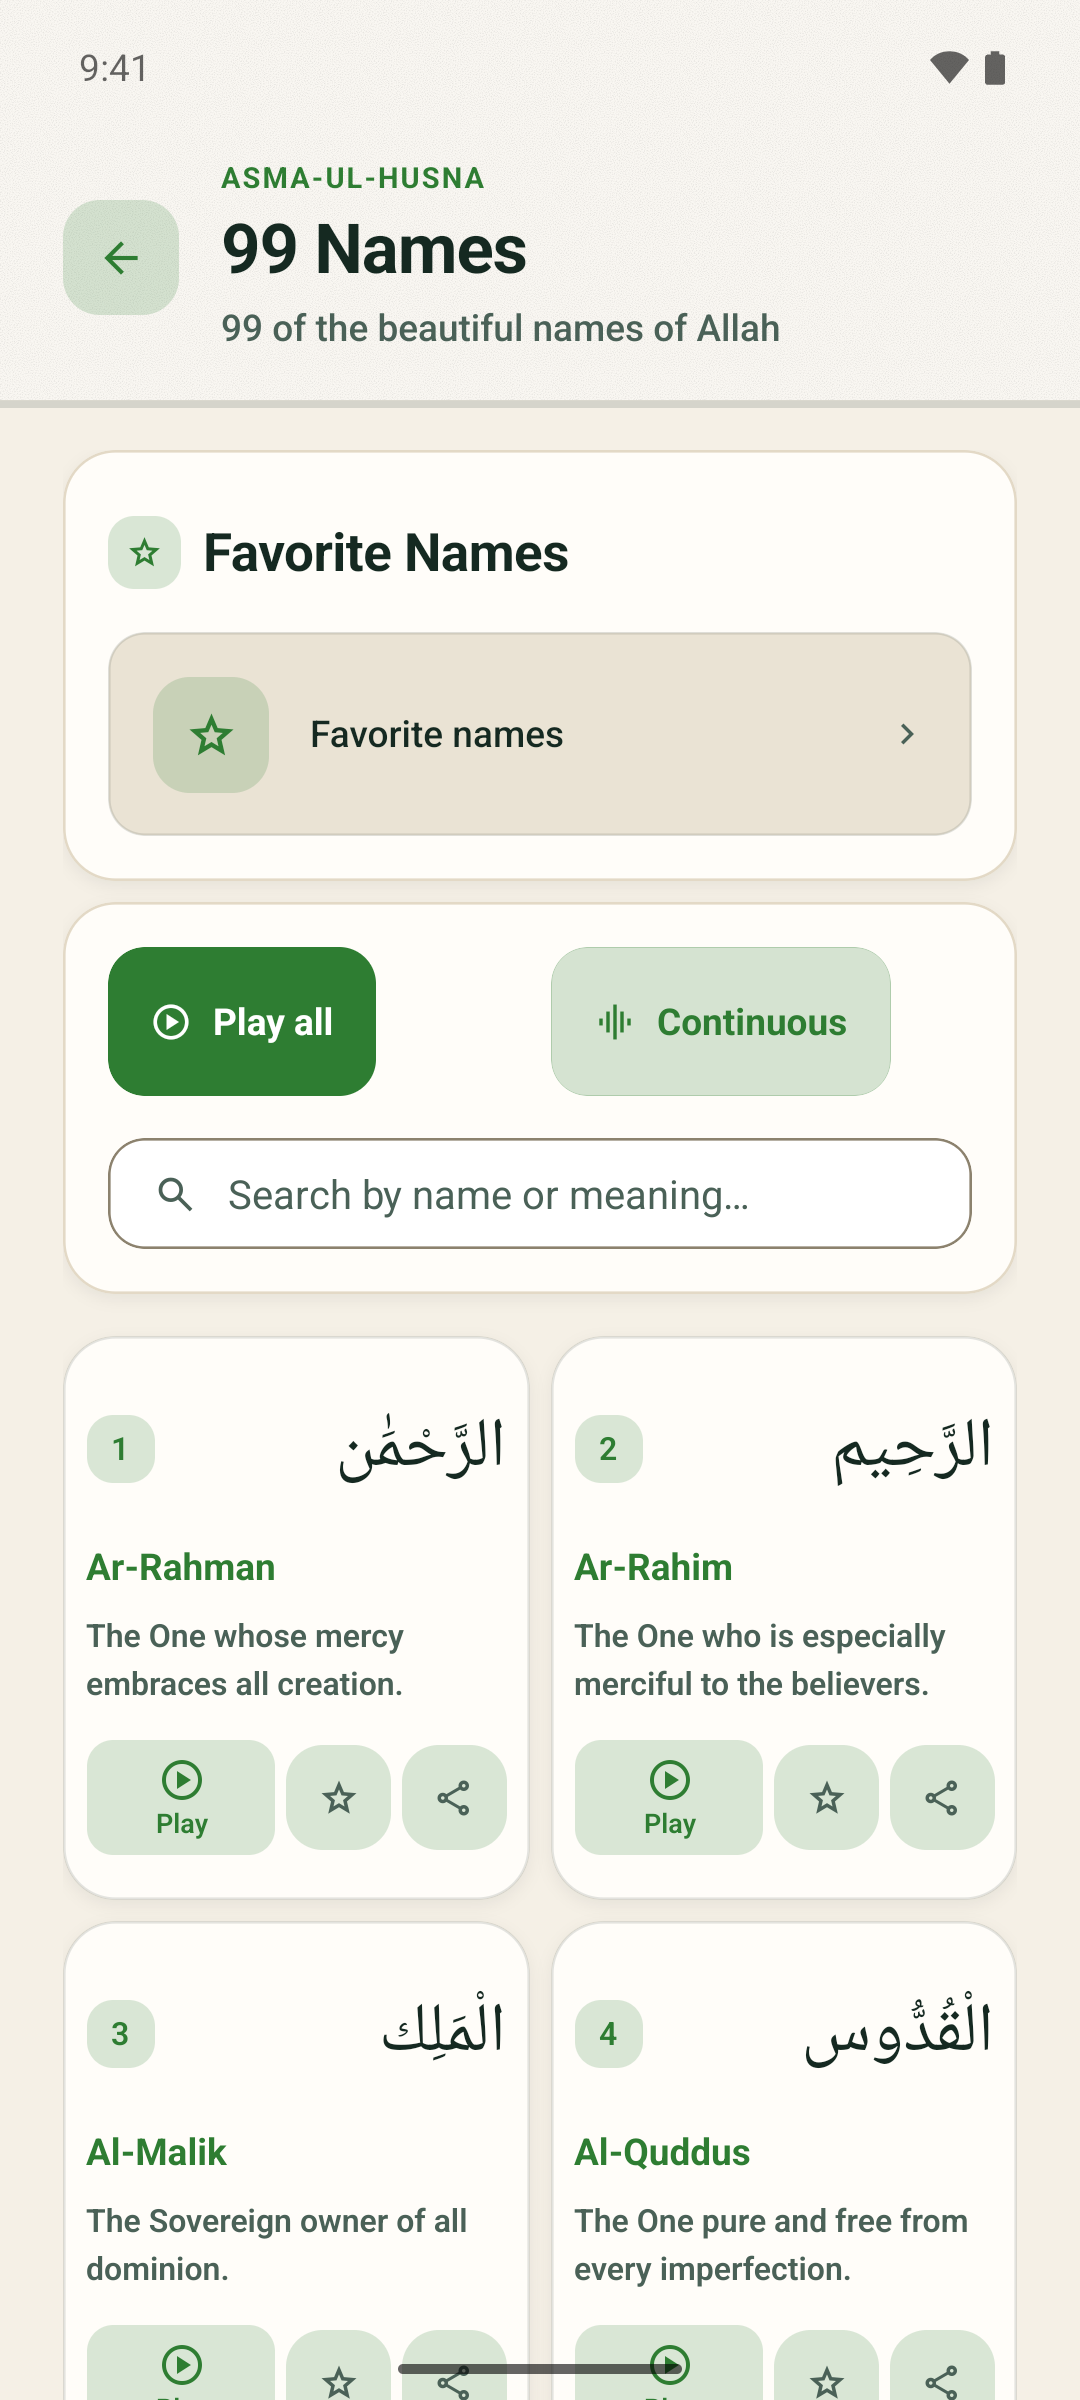 9:41
ASMA-UL-HUSNA
99 Names
99 of the beautiful names of Allah
Favorite Names
Favorite names
Play all
Continuous
Search by name or meaning...
1
الرَّحْمَٰن
Ar-Rahman
The One whose mercy
embraces all creation.
Play
2
الرَّحِيم
Ar-Rahim
The One who is especially
merciful to the believers.
Play
3
الْمَلِك
Al-Malik
The Sovereign owner of all
dominion.
4
الْقُدُّوس
Al-Quddus
The One pure and free from
every imperfection.